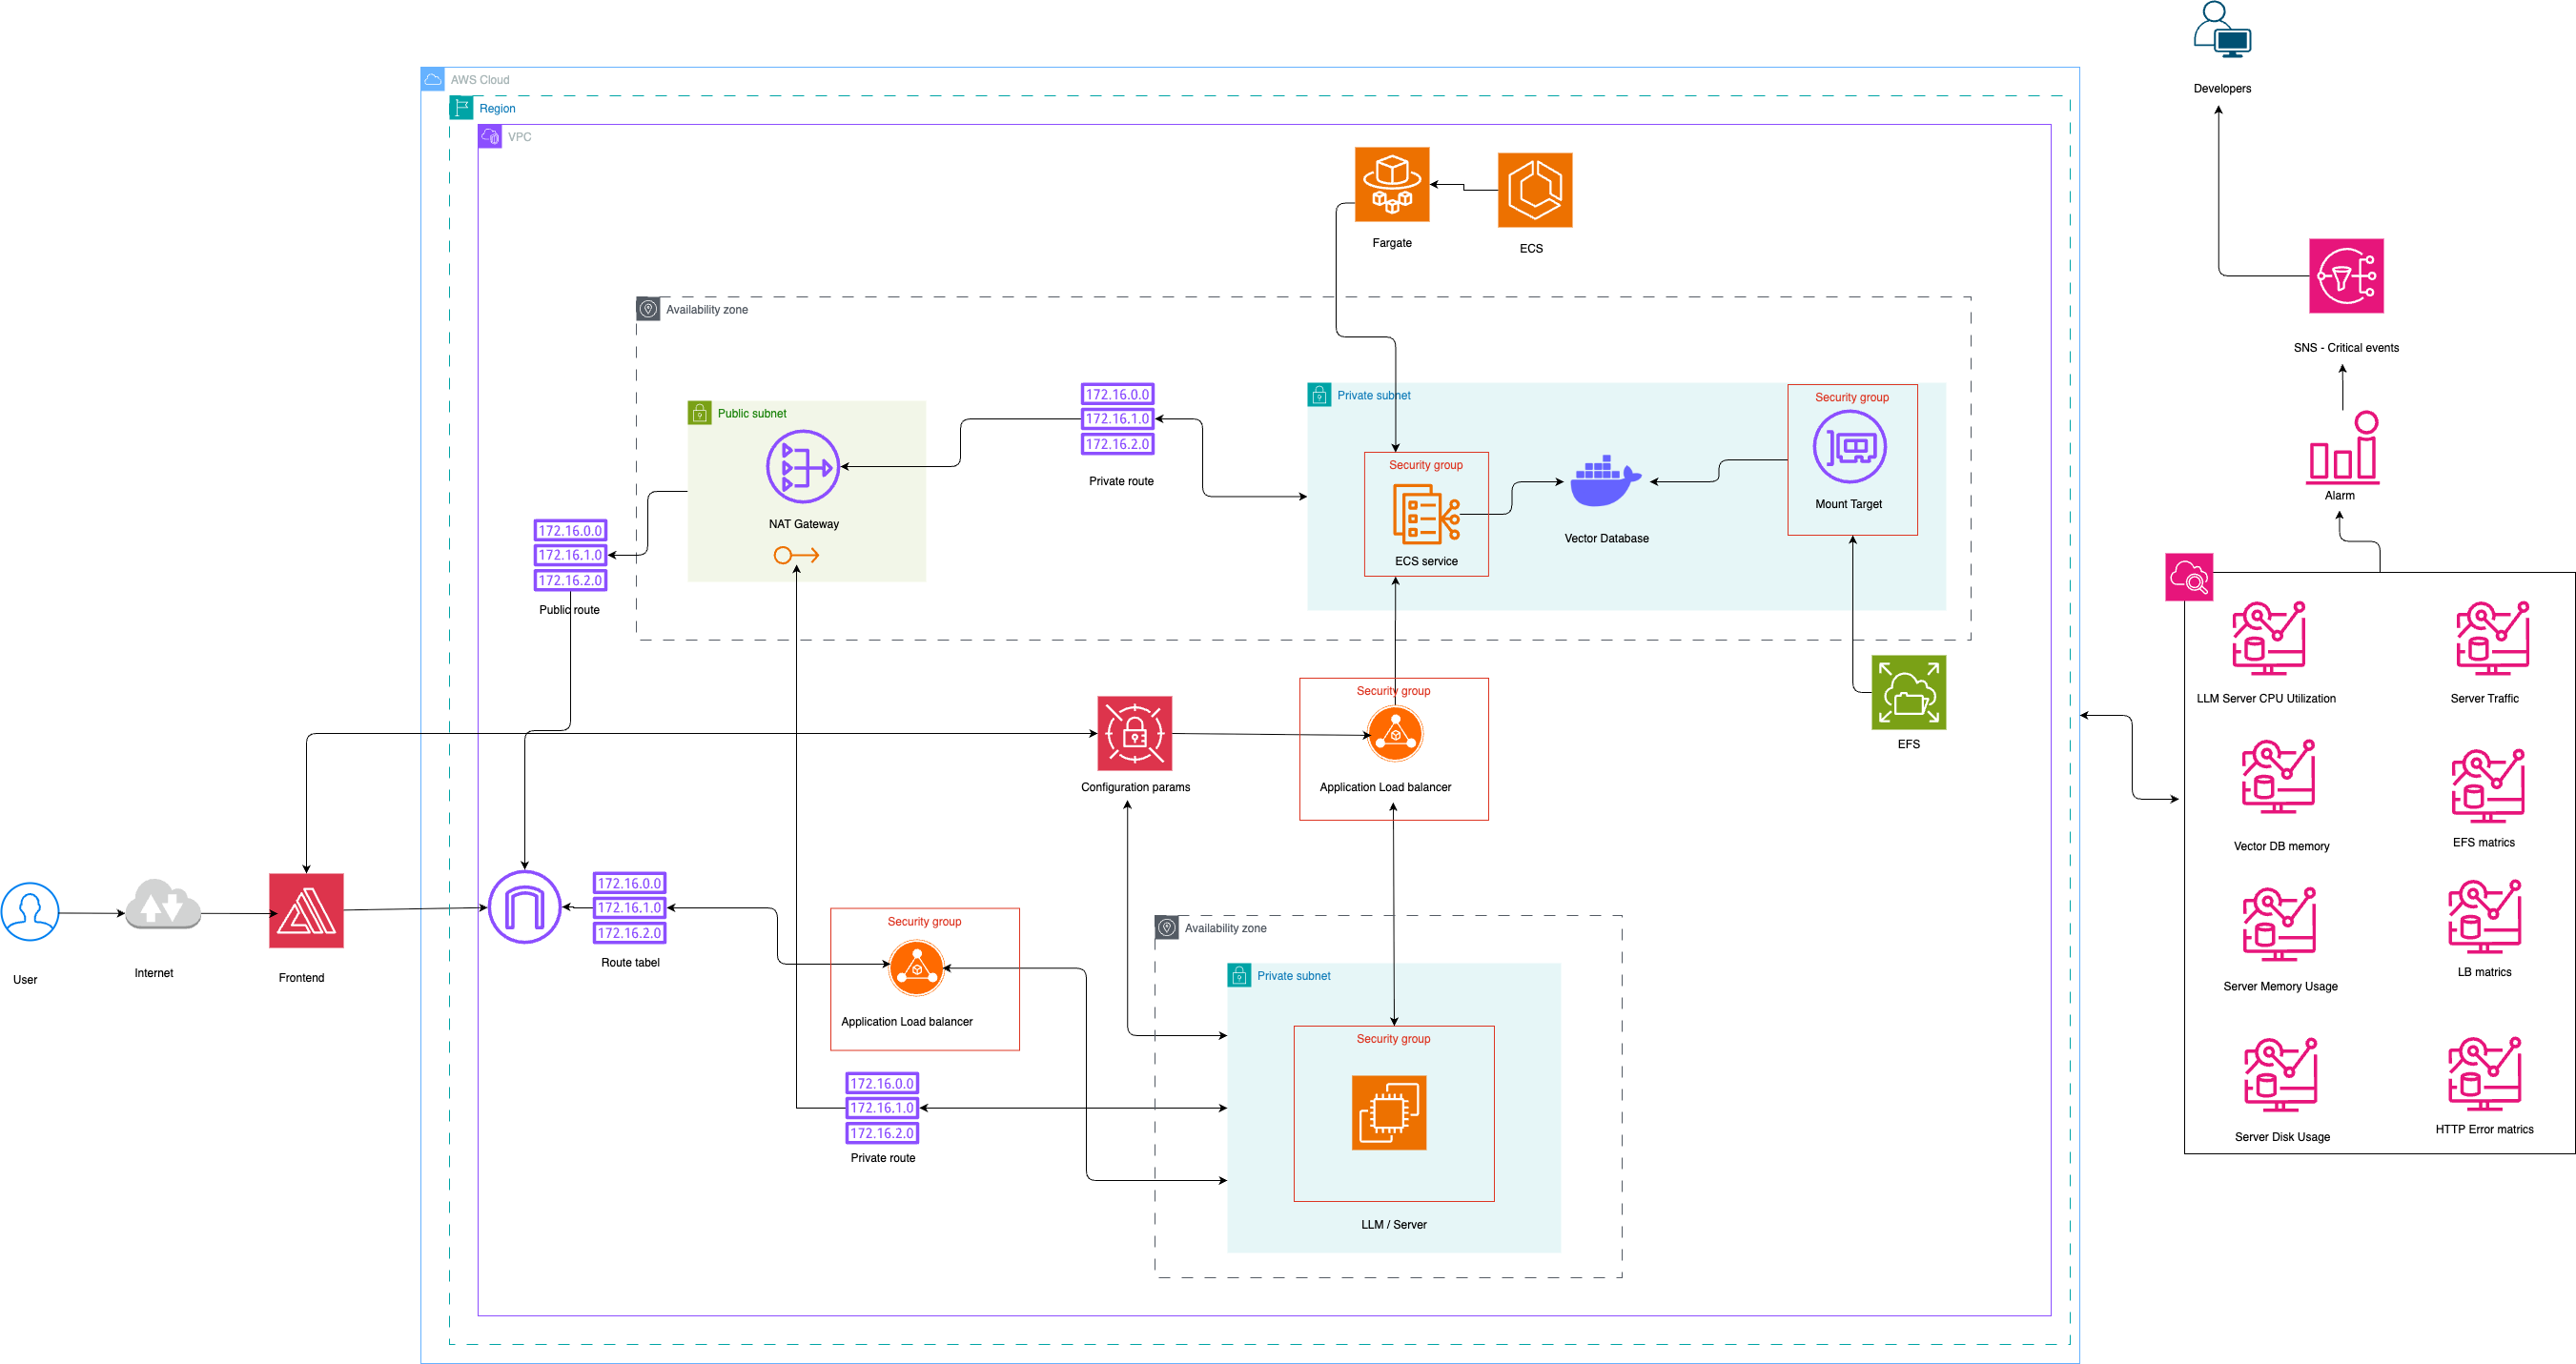 Developers
AWS Cloud
Region
VPC
Fargate
ECS
Availability zone
SNS - Critical events
Public subnet
172.16.0.0
172.16.1.0
172.16.2.0
Private route
Private subnet
Security group
Mount Target
Security group
ECS service
Vector Database
NAT Gateway
Alarm
172.16.0.0
172.16.1.0
172.16.2.0
Public route
LLM Server CPU Utilization
Server Traffic
Security group
Application Load balancer
Configuration params
EFS
Vector DB memory
EFS matrics
172.16.0.0
172.16.1.0
172.16.2.0
Route tabel
User
Internet
Frontend
Security group
Application Load balancer
Availability zone
Private subnet
Security group
LLM / Server
172.16.0.0
172.16.1.0
172.16.2.0
Private route
Server Memory Usage
LB matrics
Server Disk Usage
HTTP Error matrics